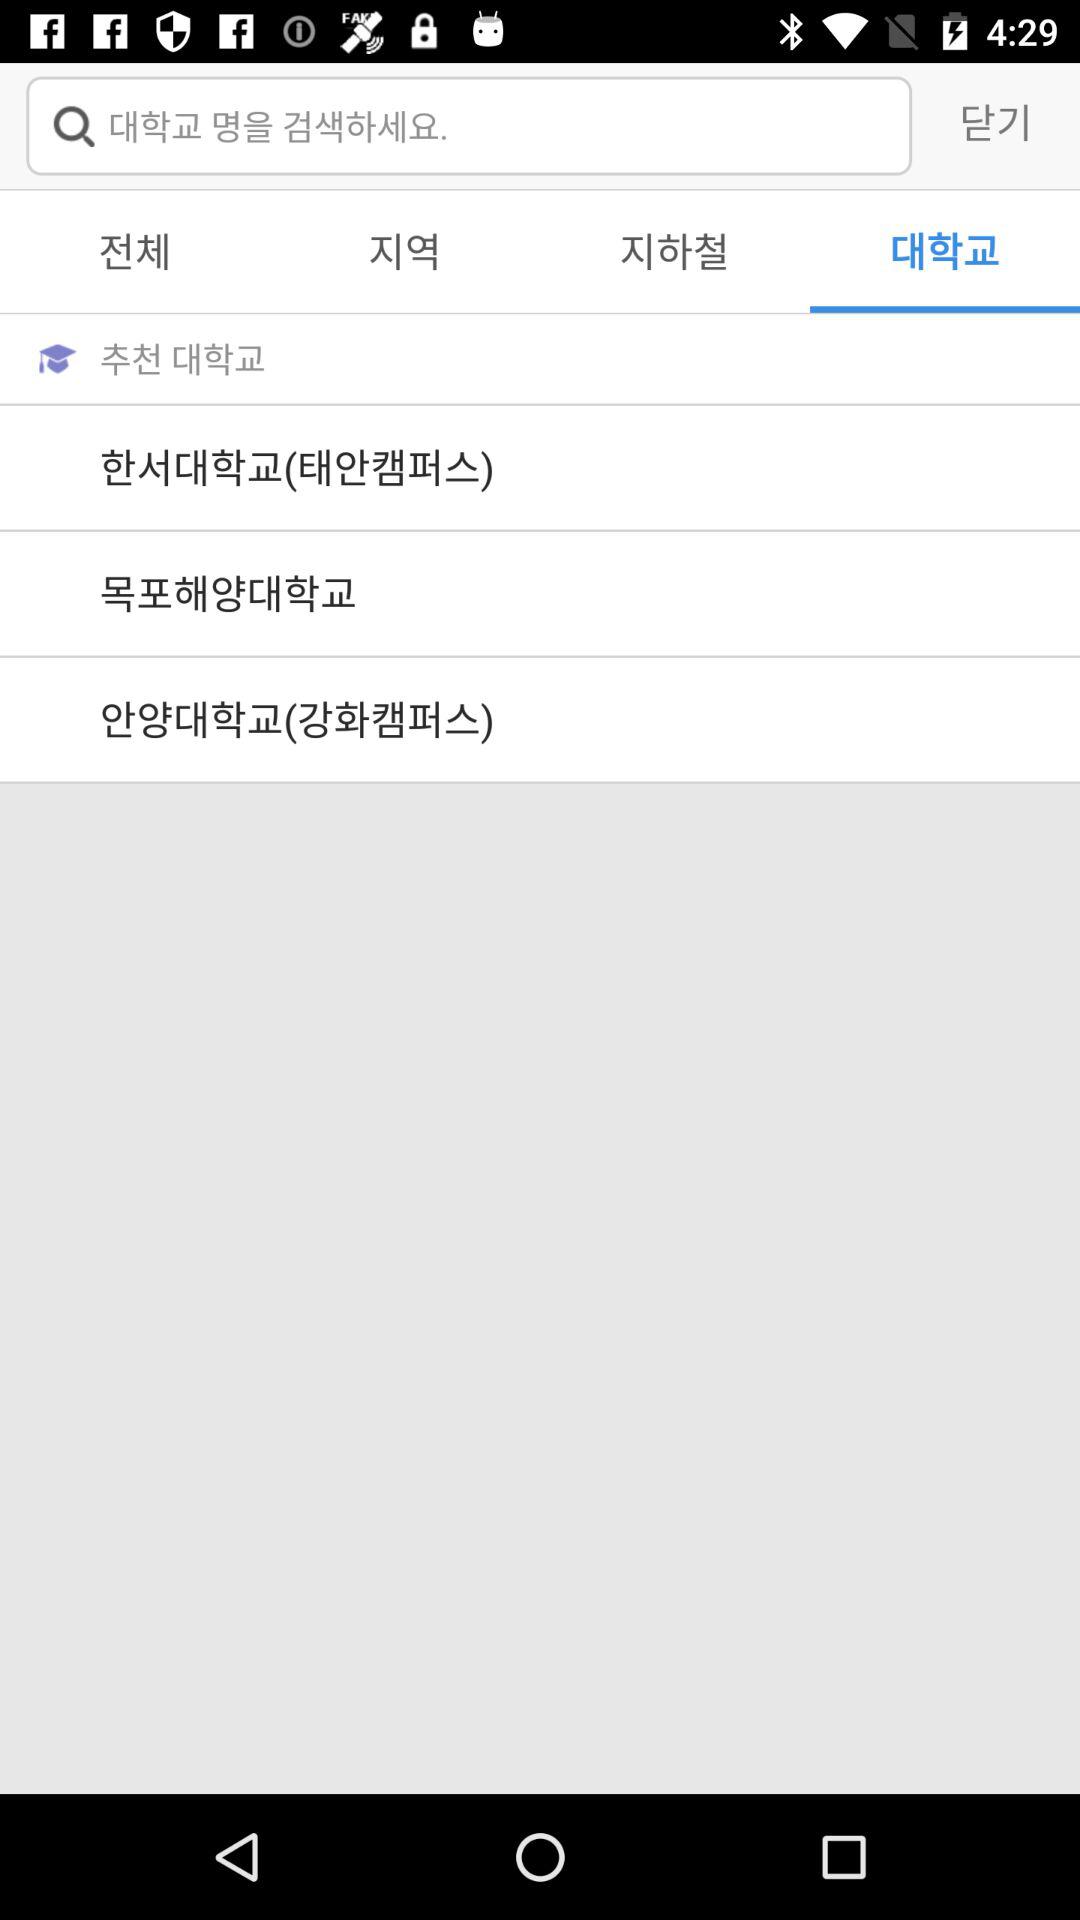 FAKE
4:29
대학교 명을 검색하세요.
닫기
전체 지역 지하철 대학교
추천 대학교
한서대학교(태안캠퍼스)
목포해양대학교
안양대학교(강화캠퍼스)